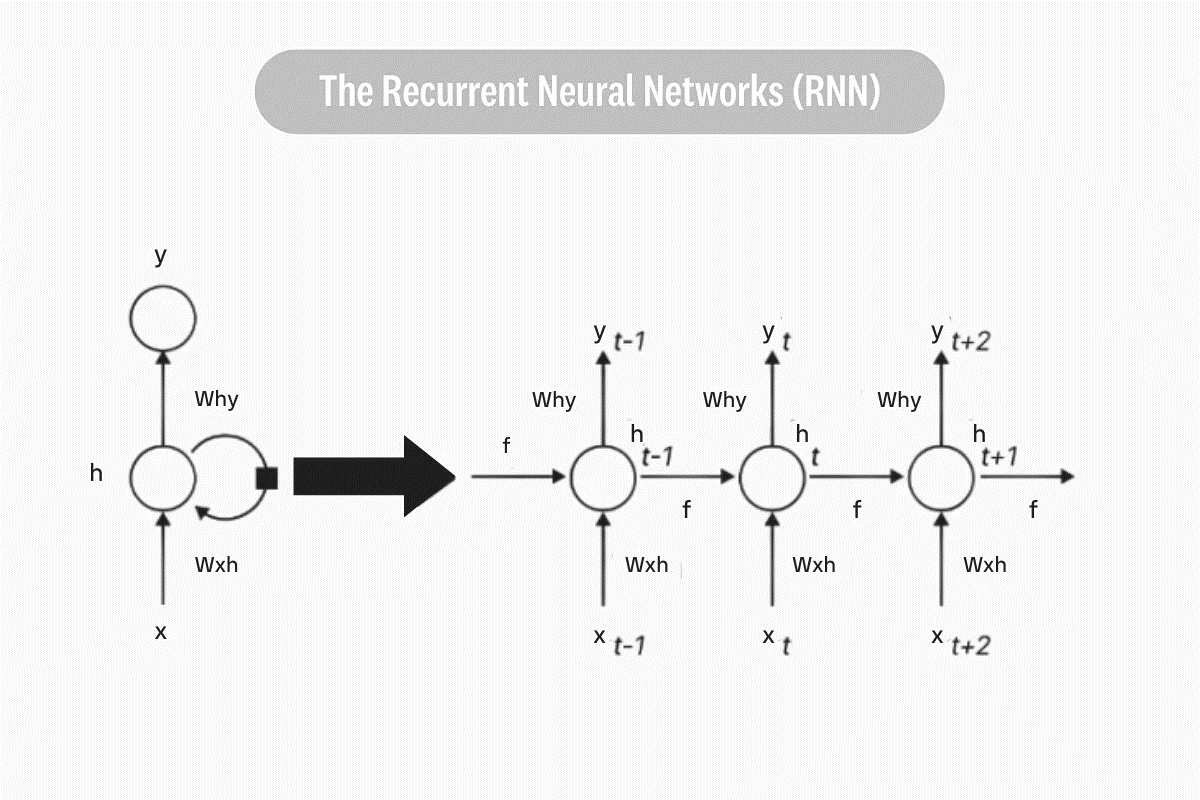 The Recurrent Neural Networks (RNN)
y
Why
h
Wxh
x
y t-1
y t
y t+2
Why
Why
Why
f
h t-1
h t
h t+1
f
f
f
Wxh
Wxh
Wxh
x t-1
x t
x t+2